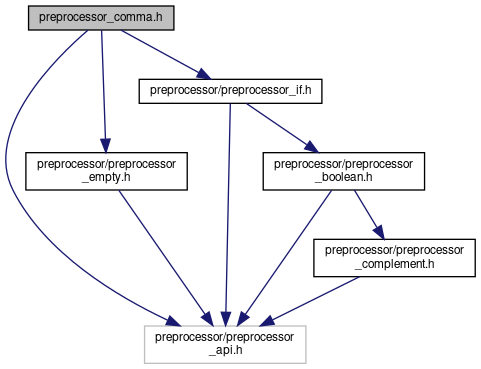 preprocessor_comma.h
preprocessor/preprocessor_if.h
preprocessor/preprocessor
_empty.h
preprocessor/preprocessor
_boolean.h
preprocessor/preprocessor
_complement.h
preprocessor/preprocessor
_api.h